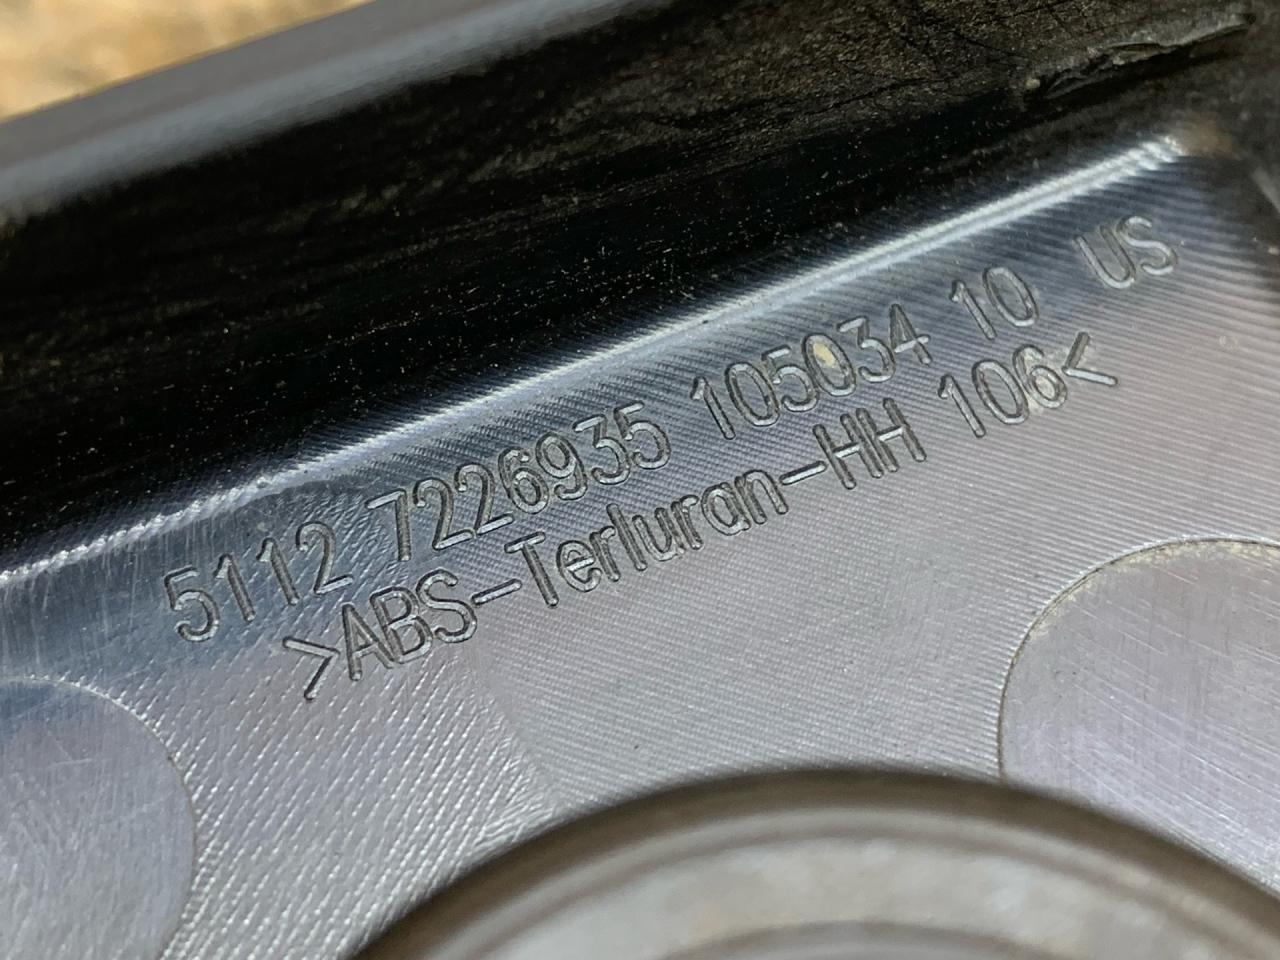 5112 7226935 105034 10 US
>ABS-Terluran-HH 106<